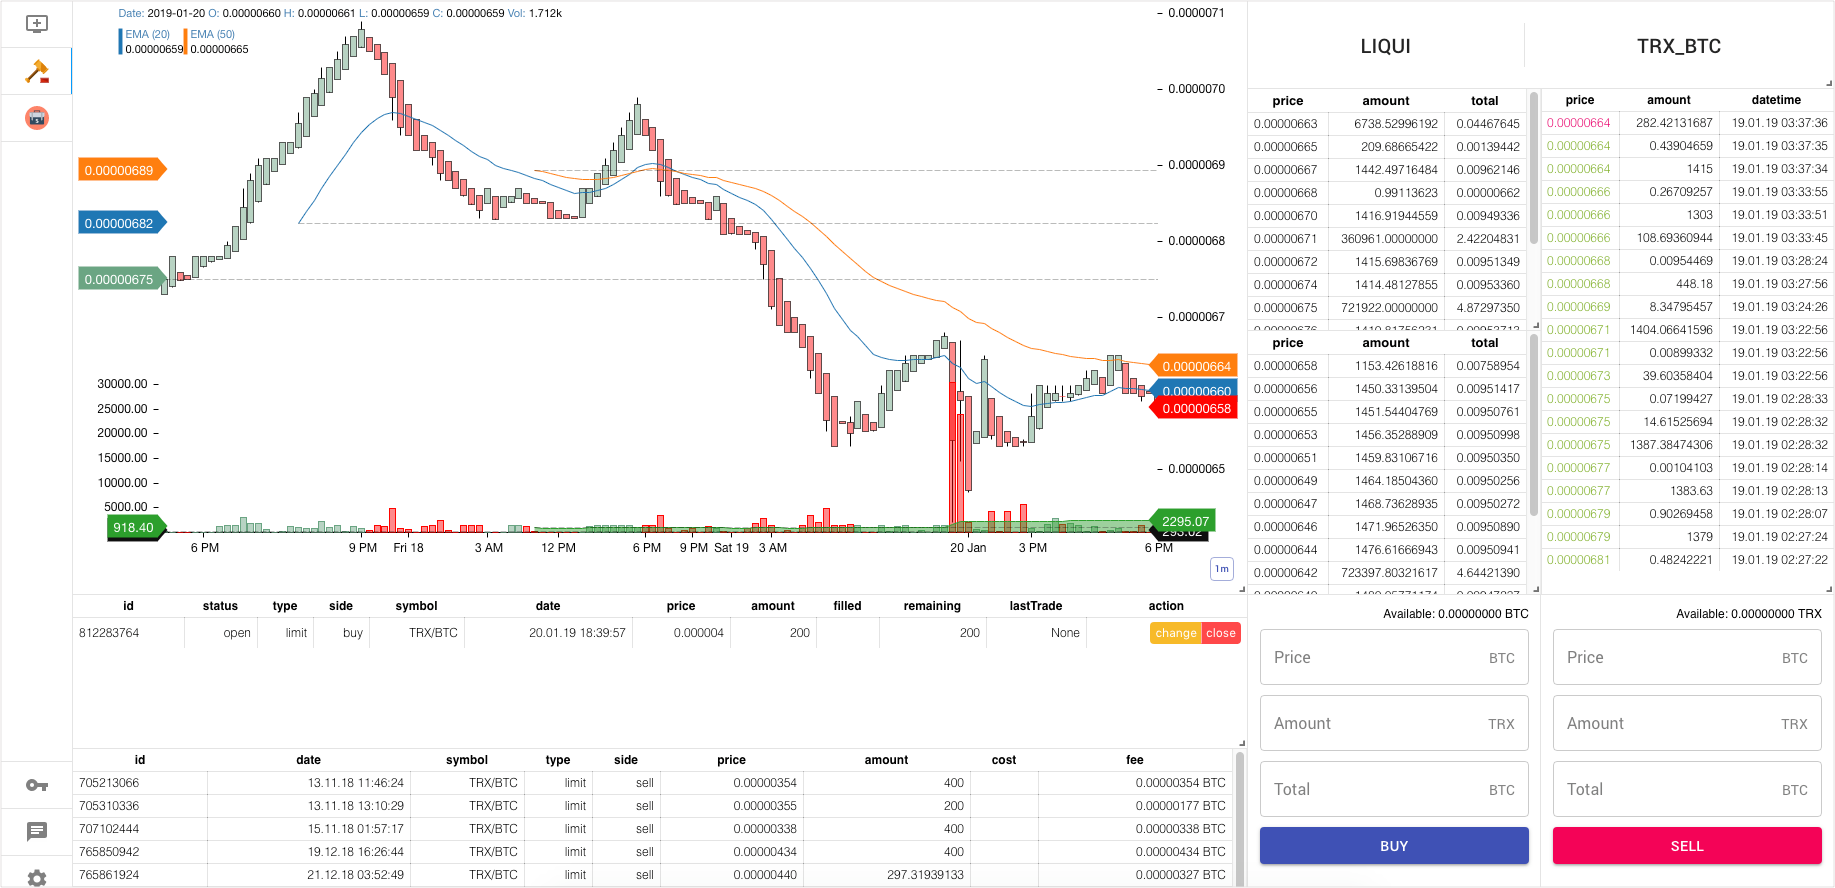 Date: 2019-01-20 O: 0.00000660 H: 0.00000661 L: 0.00000659 C: 0.00000659 Vol: 1.712k
EMA (20) EMA (50)
0.00000659 0.00000665
0.0000071
0.0000070
0.0000069
0.0000068
0.0000067
0.0000065
0.00000689
0.00000682
0.00000675
0.00000664
0.00000660
0.00000658
30000.00
25000.00
20000.00
15000.00
10000.00
5000.00
918.40
2295.07
6 PM 9 PM Fri 18 3 AM 12 PM 6 PM 9 PM Sat 19 3 AM 20 Jan 3 PM 6 PM
1m
LIQUI TRX_BTC
price amount total
0.00000663 6738.52996192 0.04467645
0.00000665 209.68665422 0.00139442
0.00000667 1442.49716484 0.00962146
0.00000668 0.99113623 0.00000662
0.00000670 1416.91944559 0.00949336
0.00000671 360961.00000000 2.42204831
0.00000672 1415.69836769 0.00951349
0.00000674 1414.48127855 0.00953360
0.00000675 721922.00000000 4.87297350
price amount total
0.00000658 1153.42618816 0.00758954
0.00000656 1450.33139504 0.00951417
0.00000655 1451.54404769 0.00950761
0.00000653 1456.35288909 0.00950998
0.00000651 1459.83106716 0.00950350
0.00000649 1464.18504360 0.00950256
0.00000647 1468.73628935 0.00950272
0.00000646 1471.96526350 0.00950890
0.00000644 1476.61666943 0.00950941
0.00000642 723397.80321617 4.64421390
price amount datetime
0.00000664 282.42131687 19.01.19 03:37:36
0.00000664 0.43904659 19.01.19 03:37:35
0.00000664 1415 19.01.19 03:37:34
0.00000666 0.26709257 19.01.19 03:33:55
0.00000666 1303 19.01.19 03:33:51
0.00000666 108.69360944 19.01.19 03:33:45
0.00000668 0.00954469 19.01.19 03:28:24
0.00000668 448.18 19.01.19 03:27:56
0.00000669 8.34795457 19.01.19 03:24:26
0.00000671 1404.06641596 19.01.19 03:22:56
0.00000671 0.00899332 19.01.19 03:22:56
0.00000673 39.60358404 19.01.19 03:22:56
0.00000675 0.07199427 19.01.19 02:28:33
0.00000675 14.61525694 19.01.19 02:28:32
0.00000675 1387.38474306 19.01.19 02:28:32
0.00000677 0.00104103 19.01.19 02:28:14
0.00000677 1383.63 19.01.19 02:28:13
0.00000679 0.90269458 19.01.19 02:28:07
0.00000679 1379 19.01.19 02:27:24
0.00000681 0.48242221 19.01.19 02:27:22
id status type side symbol date price amount filled remaining lastTrade action
812283764 open limit buy TRX/BTC 20.01.19 18:39:57 0.000004 200 200 None change close
id date symbol type side price amount cost fee
705213066 13.11.18 11:46:24 TRX/BTC limit sell 0.00000354 400 0.00000354 BTC
705310336 13.11.18 13:10:29 TRX/BTC limit sell 0.00000355 200 0.00000177 BTC
707102444 15.11.18 01:57:17 TRX/BTC limit sell 0.00000338 400 0.00000338 BTC
765850942 19.12.18 16:26:44 TRX/BTC limit sell 0.00000434 400 0.00000434 BTC
765861924 21.12.18 03:52:49 TRX/BTC limit sell 0.00000440 297.31939133 0.00000327 BTC
Available: 0.00000000 BTC
Price BTC
Amount TRX
Total BTC
BUY
Available: 0.00000000 TRX
Price BTC
Amount TRX
Total BTC
SELL